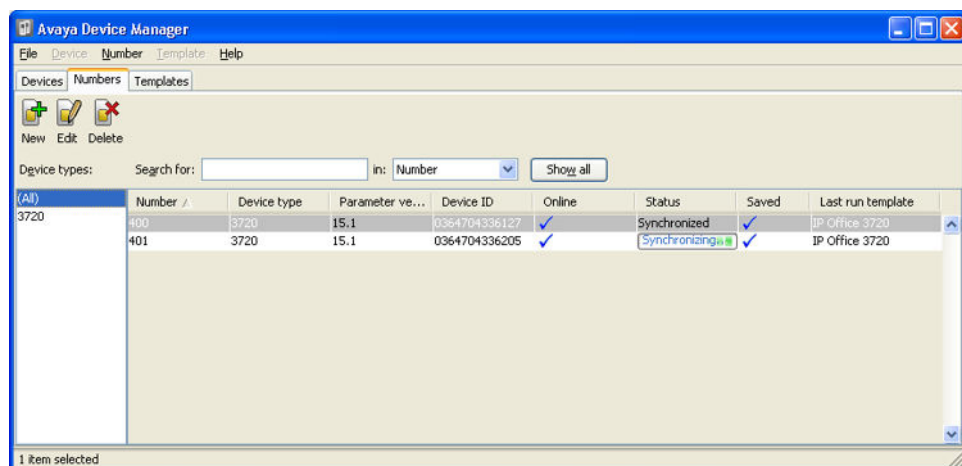 Avaya Device Manager
File Device Number Template Help
Devices Numbers Templates
New Edit Delete
Device types: Search for: in: Number Show all
(All) Number Device type Parameter ve... Device ID Online Status Saved Last run template
3720 400 3720 15.1 0364704336127 Synchronized IP Office 3720
401 3720 15.1 0364704336205 Synchronizing IP Office 3720
1 item selected